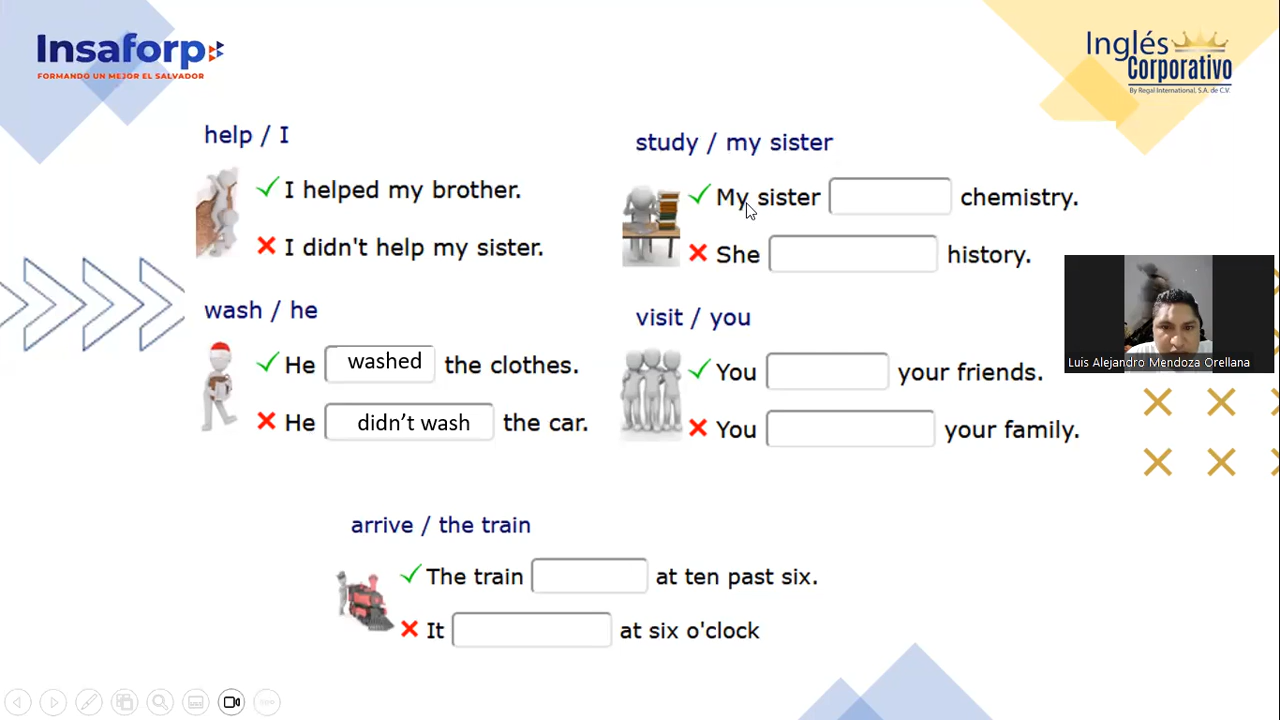 Insaforp
FORMANDO UN MEJOR EL SALVADOR
Inglés
Corporativo
By Regal International, S.A. de C.V.
help / I
I helped my brother.
I didn't help my sister.
wash / he
He washed the clothes.
He didn't wash the car.
study / my sister
My sister chemistry.
She history.
visit / you
You your friends.
You your family.
Luis Alejandro Mendoza Orellana
arrive / the train
The train at ten past six.
It at six o'clock